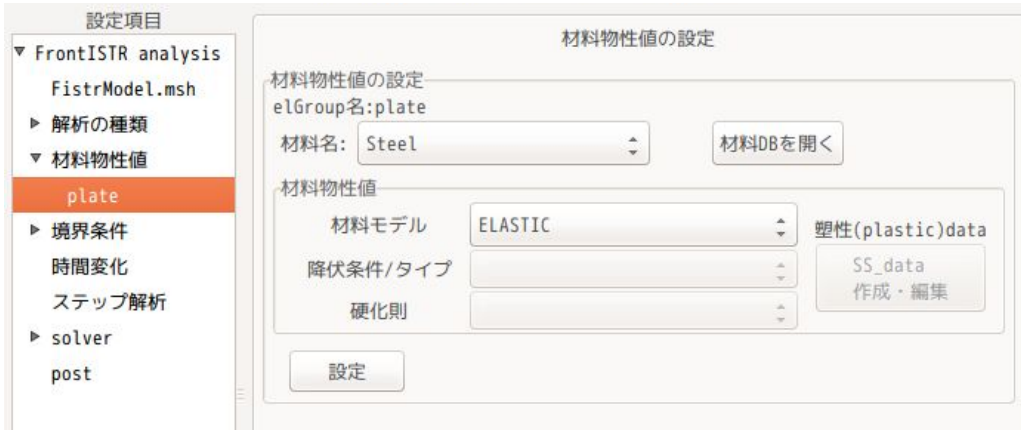 設定項目
FrontISTR analysis
FistrModel.msh
解析の種類
材料物性値
plate
境界条件
時間変化
ステップ解析
solver
post
材料物性値の設定
材料物性値の設定
elGroup名:plate
材料名: Steel 材料DBを開く
材料物性値
材料モデル ELASTIC 塑性(plastic)data
降伏条件/タイプ SS_data
作成・編集
硬化則
設定